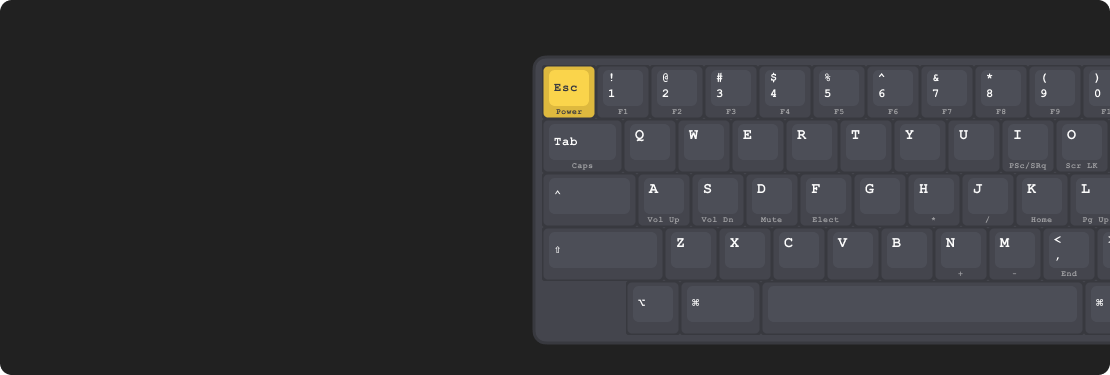 Esc ! 1 @ 2 # 3 $ 4 % 5 ^ 6 & 7 * 8 ( 9 ) 0
Power F1 F2 F3 F4 F5 F6 F7 F8 F9
Tab Q W E R T Y U I O
Caps PSc/SRq Scr LK
^ A S D F G H J K L
Vol Up Vol Dn Mute Elect * / Home Pg Up
⇧ Z X C V B N M < ,
+ - End
⌥ ⌘ ⌘